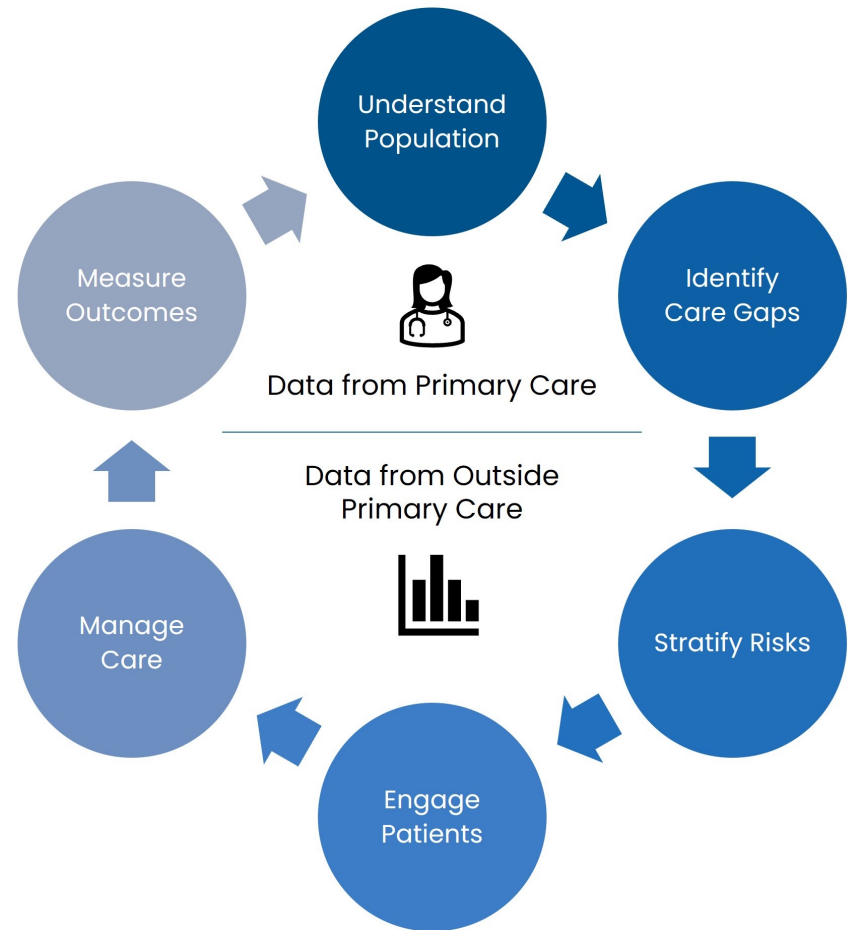 Understand
Population
Identify
Care Gaps
Stratify Risks
Engage
Patients
Manage
Care
Measure
Outcomes
Data from Primary Care
Data from Outside
Primary Care